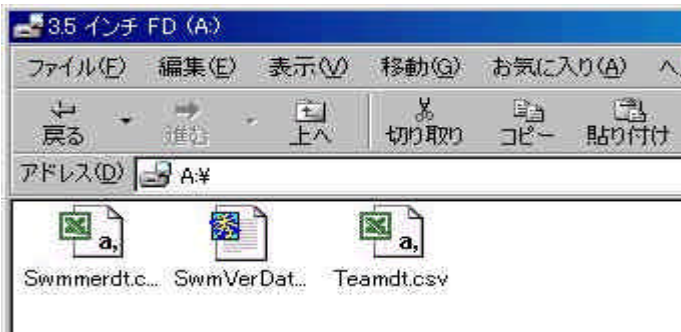 3.5 インチ FD (A:)
ファイル(F) 編集(E) 表示(V) 移動(G) お気に入り(A) ヘ
戻る 進む 上へ 切り取り コピー 貼り付け
アドレス(D) A:¥
a, 秀 a,
Swmmerdt.c... SwmVerDat... Teamdt.csv